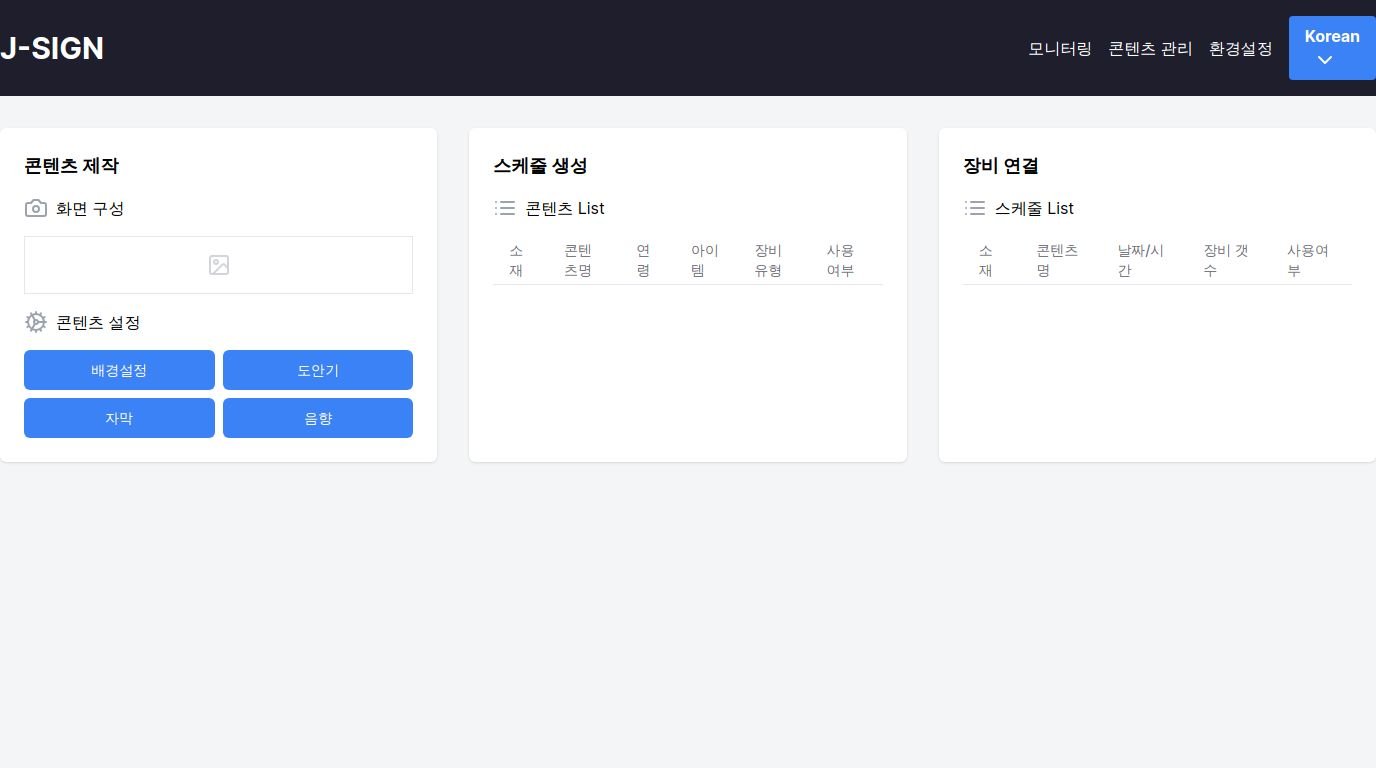 J-SIGN
모니터링 콘텐츠 관리 환경설정 Korean
콘텐츠 제작
화면 구성
콘텐츠 설정
배경설정 도안기
자막 음향
스케줄 생성
콘텐츠 List
소 콘텐 연 아이 장비 사용
재 츠명 령 템 유형 여부
장비 연결
스케줄 List
소 콘텐츠 날짜/시 장비 갯 사용여
재 명 간 수 부